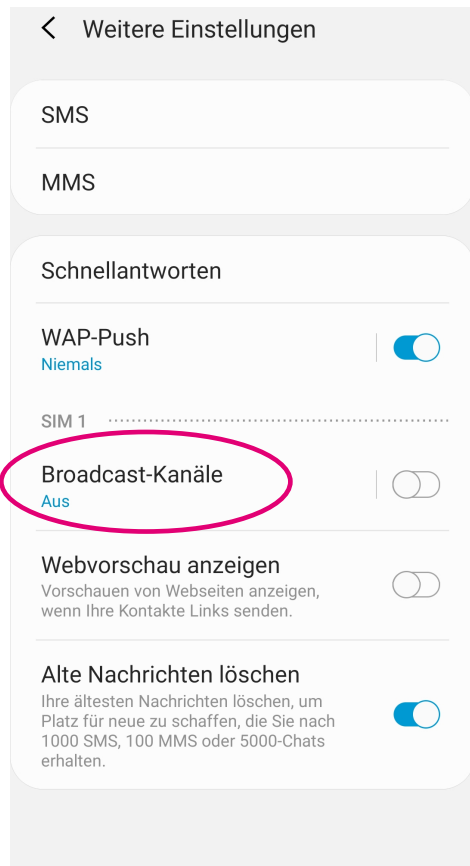 Weitere Einstellungen
SMS
MMS
Schnellantworten
WAP-Push
Niemals
SIM 1
Broadcast-Kanäle
Aus
Webvorschau anzeigen
Vorschauen von Webseiten anzeigen,
wenn Ihre Kontakte Links senden.
Alte Nachrichten löschen
Ihre ältesten Nachrichten löschen, um
Platz für neue zu schaffen, die Sie nach
1000 SMS, 100 MMS oder 5000-Chats
erhalten.